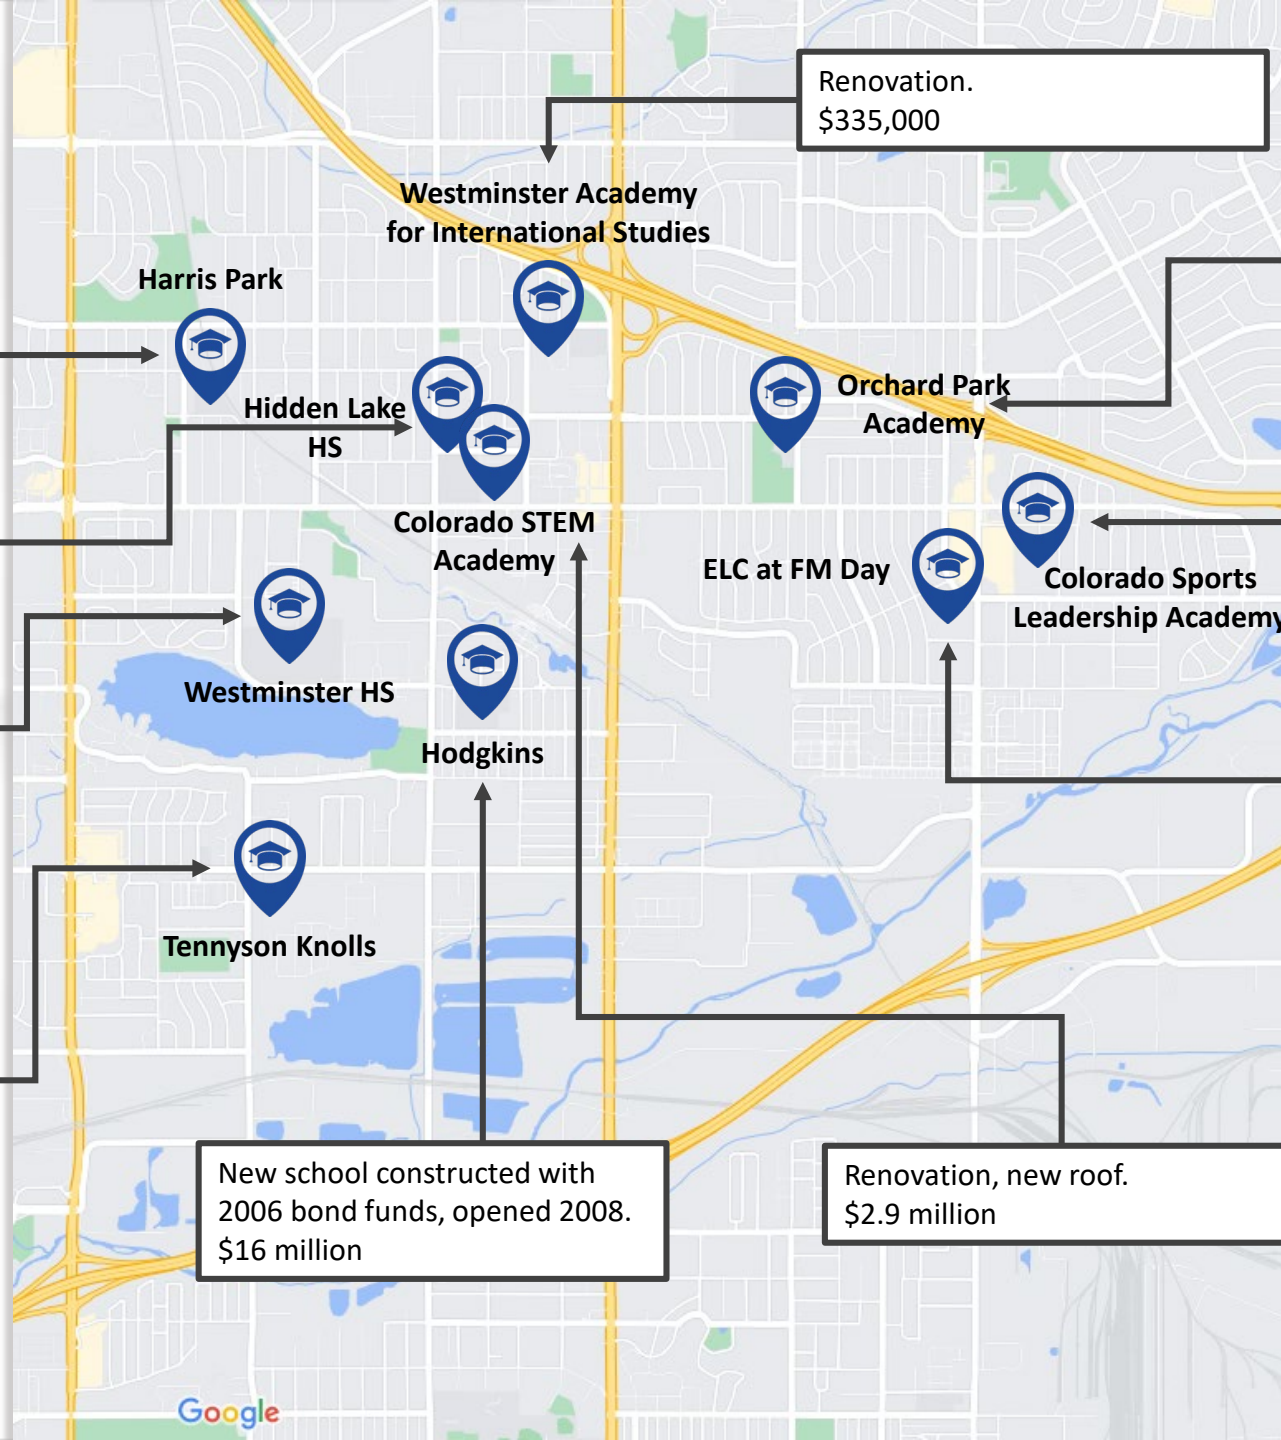 Renovation.
$335,000
Westminster Academy
for International Studies
Harris Park
Hidden Lake
HS
Orchard Park
Academy
Colorado STEM
Academy
ELC at FM Day
Colorado Sports
Leadership Academy
Westminster HS
Hodgkins
Tennyson Knolls
New school constructed with
2006 bond funds, opened 2008.
$16 million
Renovation, new roof.
$2.9 million
Google